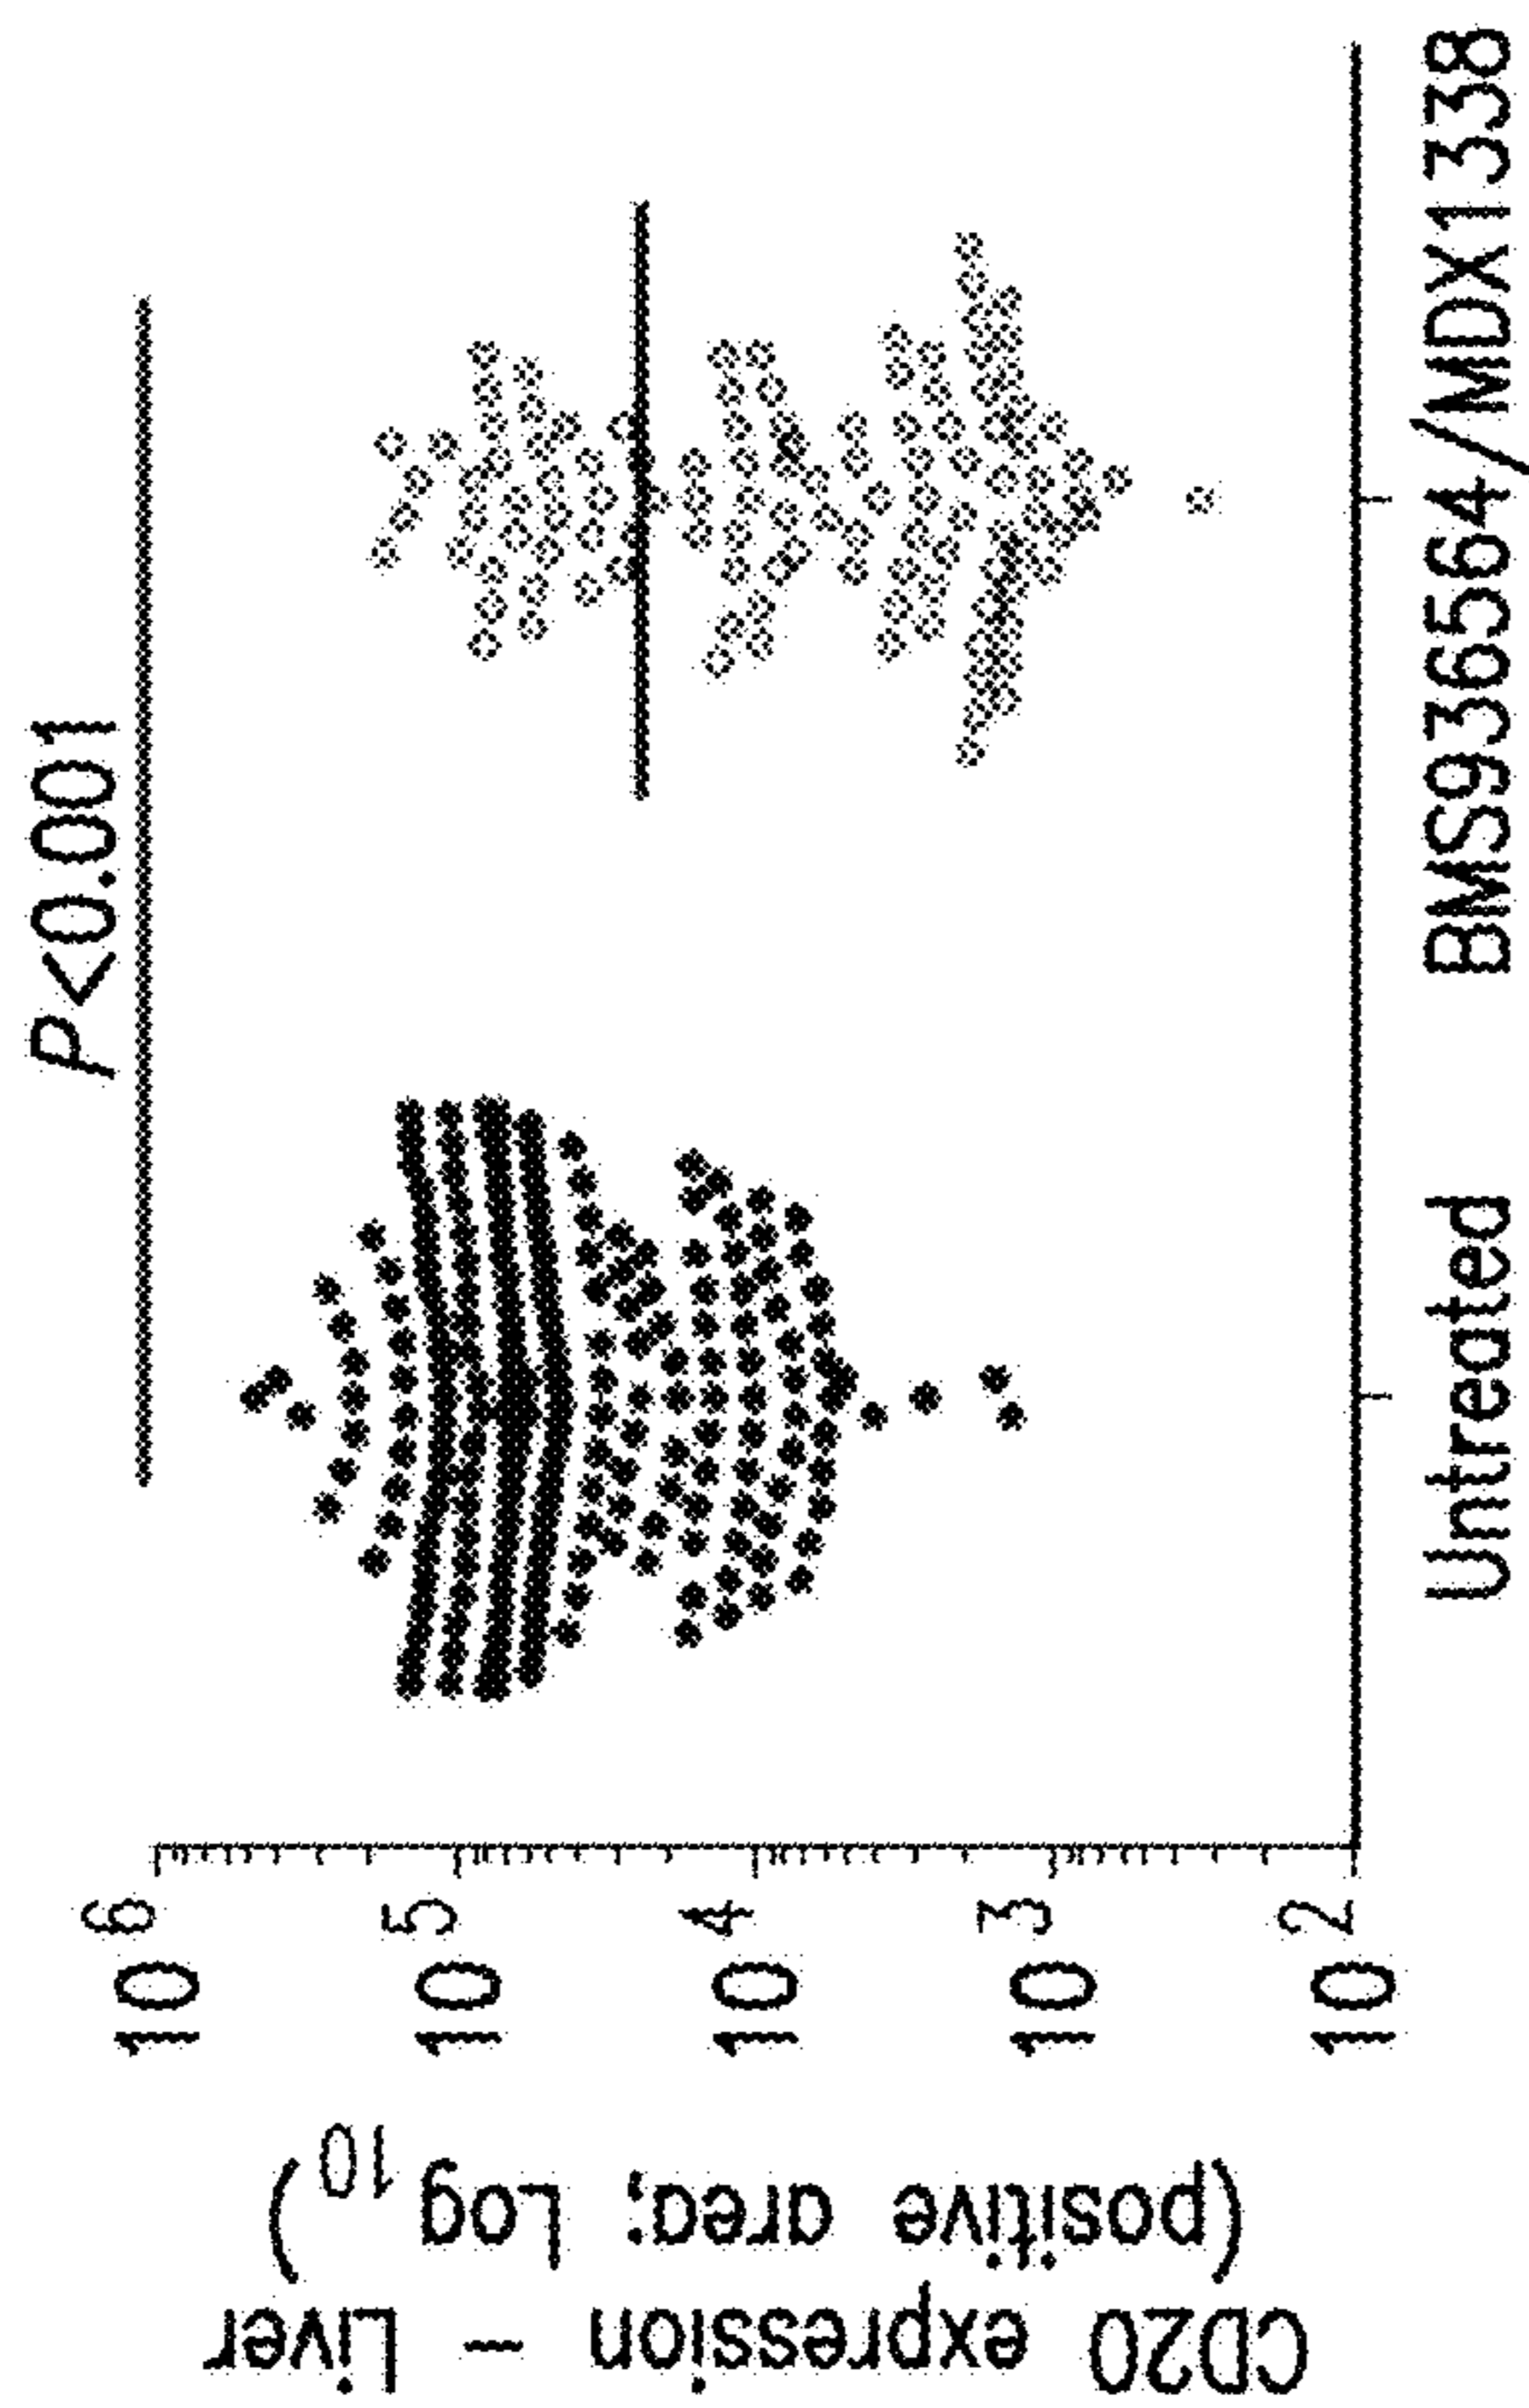 P<0.001
CD20 expression – Liver
(positive area; Log10)
10^6
10^5
10^4
10^3
10^2
Untreated
BMS936564/MDX1338